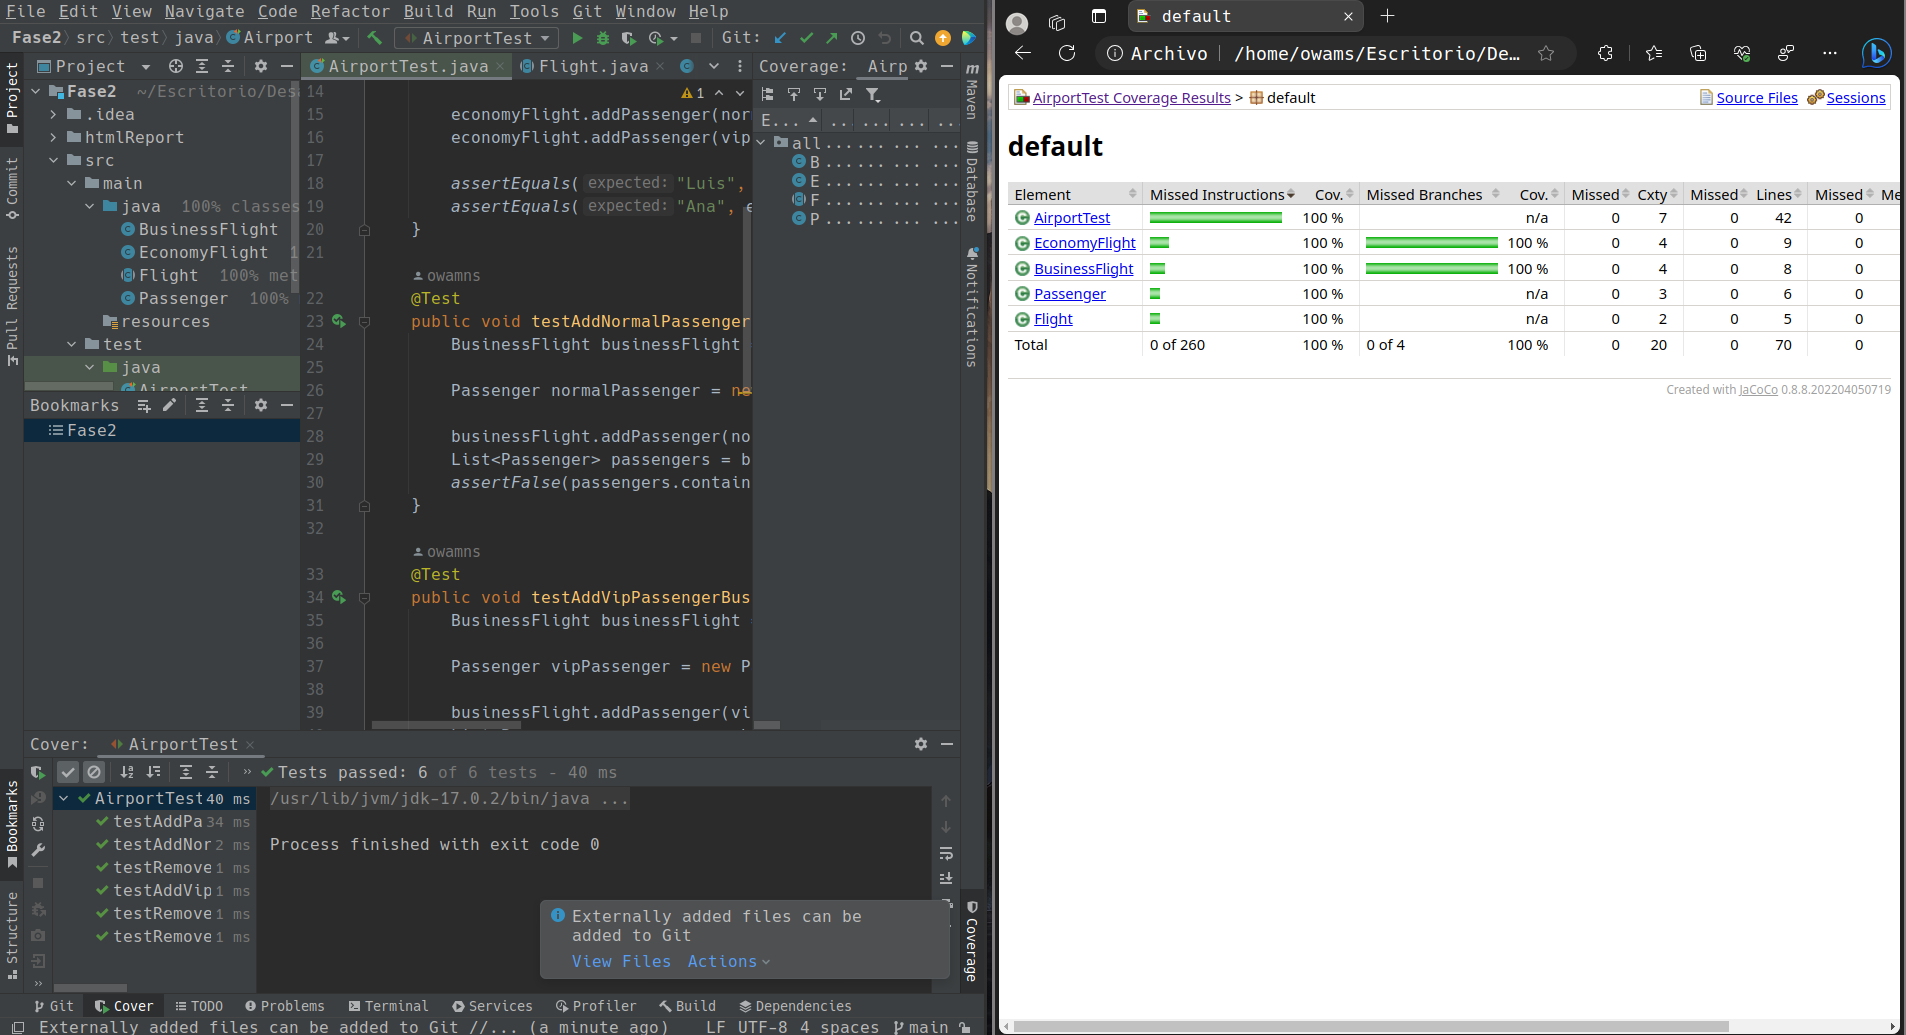 File Edit View Navigate Code Refactor Build Run Tools Git Window Help
Fase2 src test java Airport AirportTest Git:
Project
Fase2 ~/Escritorio/Des
.idea
htmlReport
src
main
java 100% classes
BusinessFlight
EconomyFlight 1
Flight 100% met
Passenger 100%
resources
test
java
AirportTest
Bookmarks
Fase2
Project
Commit
Pull Requests
Bookmarks
Structure
AirportTest.java Flight.java
1
14
15 economyFlight.addPassenger(nor
16 economyFlight.addPassenger(vip
17
18 assertEquals( expected: "Luis",
19 assertEquals( expected: "Ana", e
20 }
21
owamns
22 @Test
23 public void testAddNormalPassenger
24 BusinessFlight businessFlight
25
26 Passenger normalPassenger = ne
27
28 businessFlight.addPassenger(no
29 List<Passenger> passengers = b
30 assertFalse(passengers.contain
31 }
32
owamns
33 @Test
34 public void testAddVipPassengerBus
35 BusinessFlight businessFlight
36
37 Passenger vipPassenger = new P
38
39 businessFlight.addPassenger(vi
Coverage: Airp
E... .. ... ... ...
all ...... ... ...
B ...... ... ...
E ...... ... ...
F ...... ... ...
P ...... ... ...
Maven
Database
Notifications
Coverage
Cover: AirportTest
Tests passed: 6 of 6 tests - 40 ms
AirportTest 40 ms
testAddPa 34 ms
testAddNor 2 ms
testRemove 1 ms
testAddVip 1 ms
testRemove 1 ms
testRemove 1 ms
/usr/lib/jvm/jdk-17.0.2/bin/java ...
Process finished with exit code 0
Externally added files can be
added to Git
View Files Actions
Git Cover TODO Problems Terminal Services Profiler Build Dependencies
Externally added files can be added to Git //... (a minute ago) LF UTF-8 4 spaces main
default
Archivo /home/owams/Escritorio/De...
AirportTest Coverage Results > default Source Files Sessions
default
Element Missed Instructions Cov. Missed Branches Cov. Missed Cxty Missed Lines Missed Me
AirportTest 100 % n/a 0 7 0 42 0
EconomyFlight 100 % 100 % 0 4 0 9 0
BusinessFlight 100 % 100 % 0 4 0 8 0
Passenger 100 % n/a 0 3 0 6 0
Flight 100 % n/a 0 2 0 5 0
Total 0 of 260 100 % 0 of 4 100 % 0 20 0 70 0
Created with JaCoCo 0.8.8.202204050719